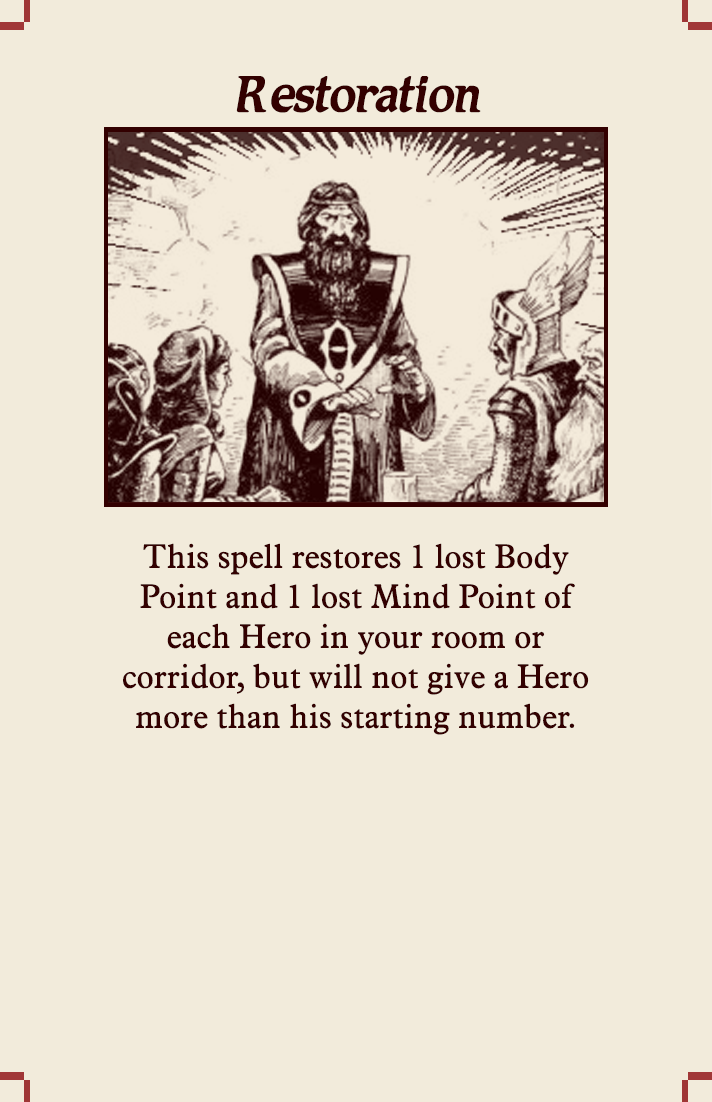 Restoration
This spell restores 1 lost Body
Point and 1 lost Mind Point of
each Hero in your room or
corridor, but will not give a Hero
more than his starting number.